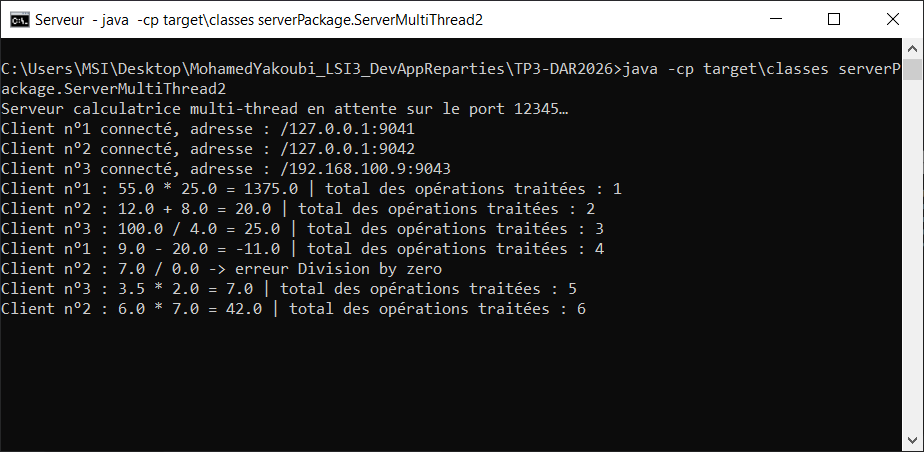 Serveur - java -cp target\classes serverPackage.ServerMultiThread2
C:\Users\MSI\Desktop\MohamedYakoubi_LSI3_DevAppReparties\TP3-DAR2026>java -cp target\classes serverP
ackage.ServerMultiThread2
Serveur calculatrice multi-thread en attente sur le port 12345…
Client n°1 connecté, adresse : /127.0.0.1:9041
Client n°2 connecté, adresse : /127.0.0.1:9042
Client n°3 connecté, adresse : /192.168.100.9:9043
Client n°1 : 55.0 * 25.0 = 1375.0 | total des opérations traitées : 1
Client n°2 : 12.0 + 8.0 = 20.0 | total des opérations traitées : 2
Client n°3 : 100.0 / 4.0 = 25.0 | total des opérations traitées : 3
Client n°1 : 9.0 - 20.0 = -11.0 | total des opérations traitées : 4
Client n°2 : 7.0 / 0.0 -> erreur Division by zero
Client n°3 : 3.5 * 2.0 = 7.0 | total des opérations traitées : 5
Client n°2 : 6.0 * 7.0 = 42.0 | total des opérations traitées : 6